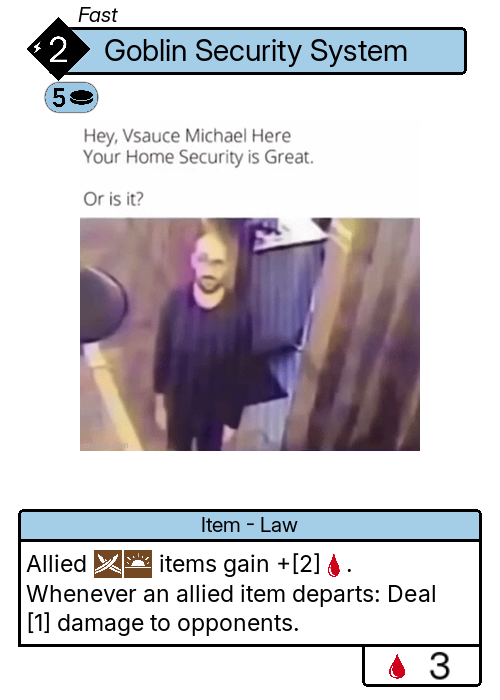 Fast
2
Goblin Security System
5
Hey, Vsauce Michael Here
Your Home Security is Great.
Or is it?
Item - Law
Allied items gain +[2] .
Whenever an allied item departs: Deal
[1] damage to opponents.
3